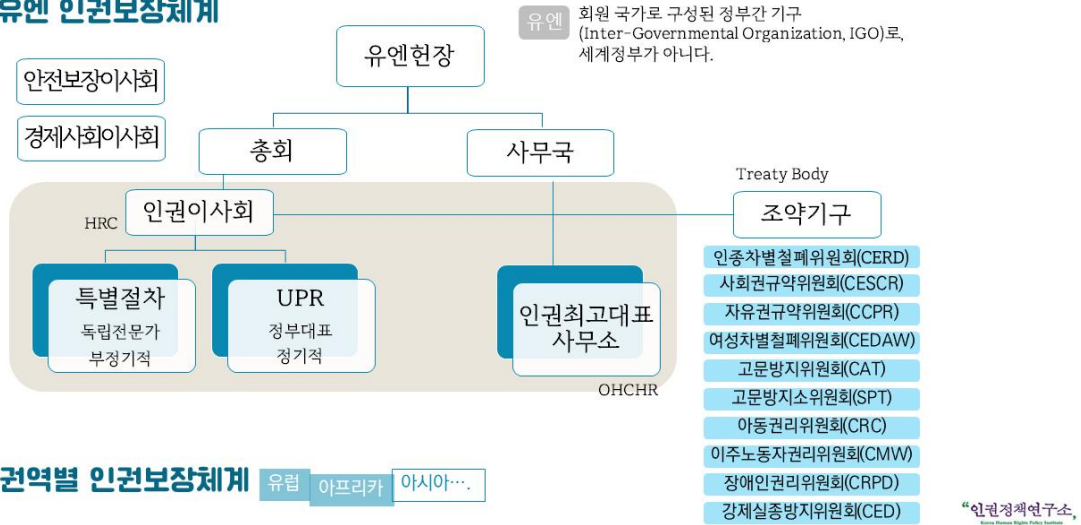 유엔 인권보장체계
유엔
회원 국가로 구성된 정부간 기구
(Inter-Governmental Organization, IGO)로,
세계정부가 아니다.
유엔헌장
안전보장이사회
경제사회이사회
총회
사무국
Treaty Body
HRC
인권이사회
조약기구
특별절차
독립전문가
부정기적
UPR
정부대표
정기적
인권최고대표
사무소
OHCHR
인종차별철폐위원회(CERD)
사회권규약위원회(CESCR)
자유권규약위원회(CCPR)
여성차별철폐위원회(CEDAW)
고문방지위원회(CAT)
고문방지소위원회(SPT)
아동권리위원회(CRC)
이주노동자권리위원회(CMW)
장애인권리위원회(CRPD)
강제실종방지위원회(CED)
권역별 인권보장체계
유럽
아프리카
아시아….
“인권정책연구소,
Korea Human Rights Policy Institute